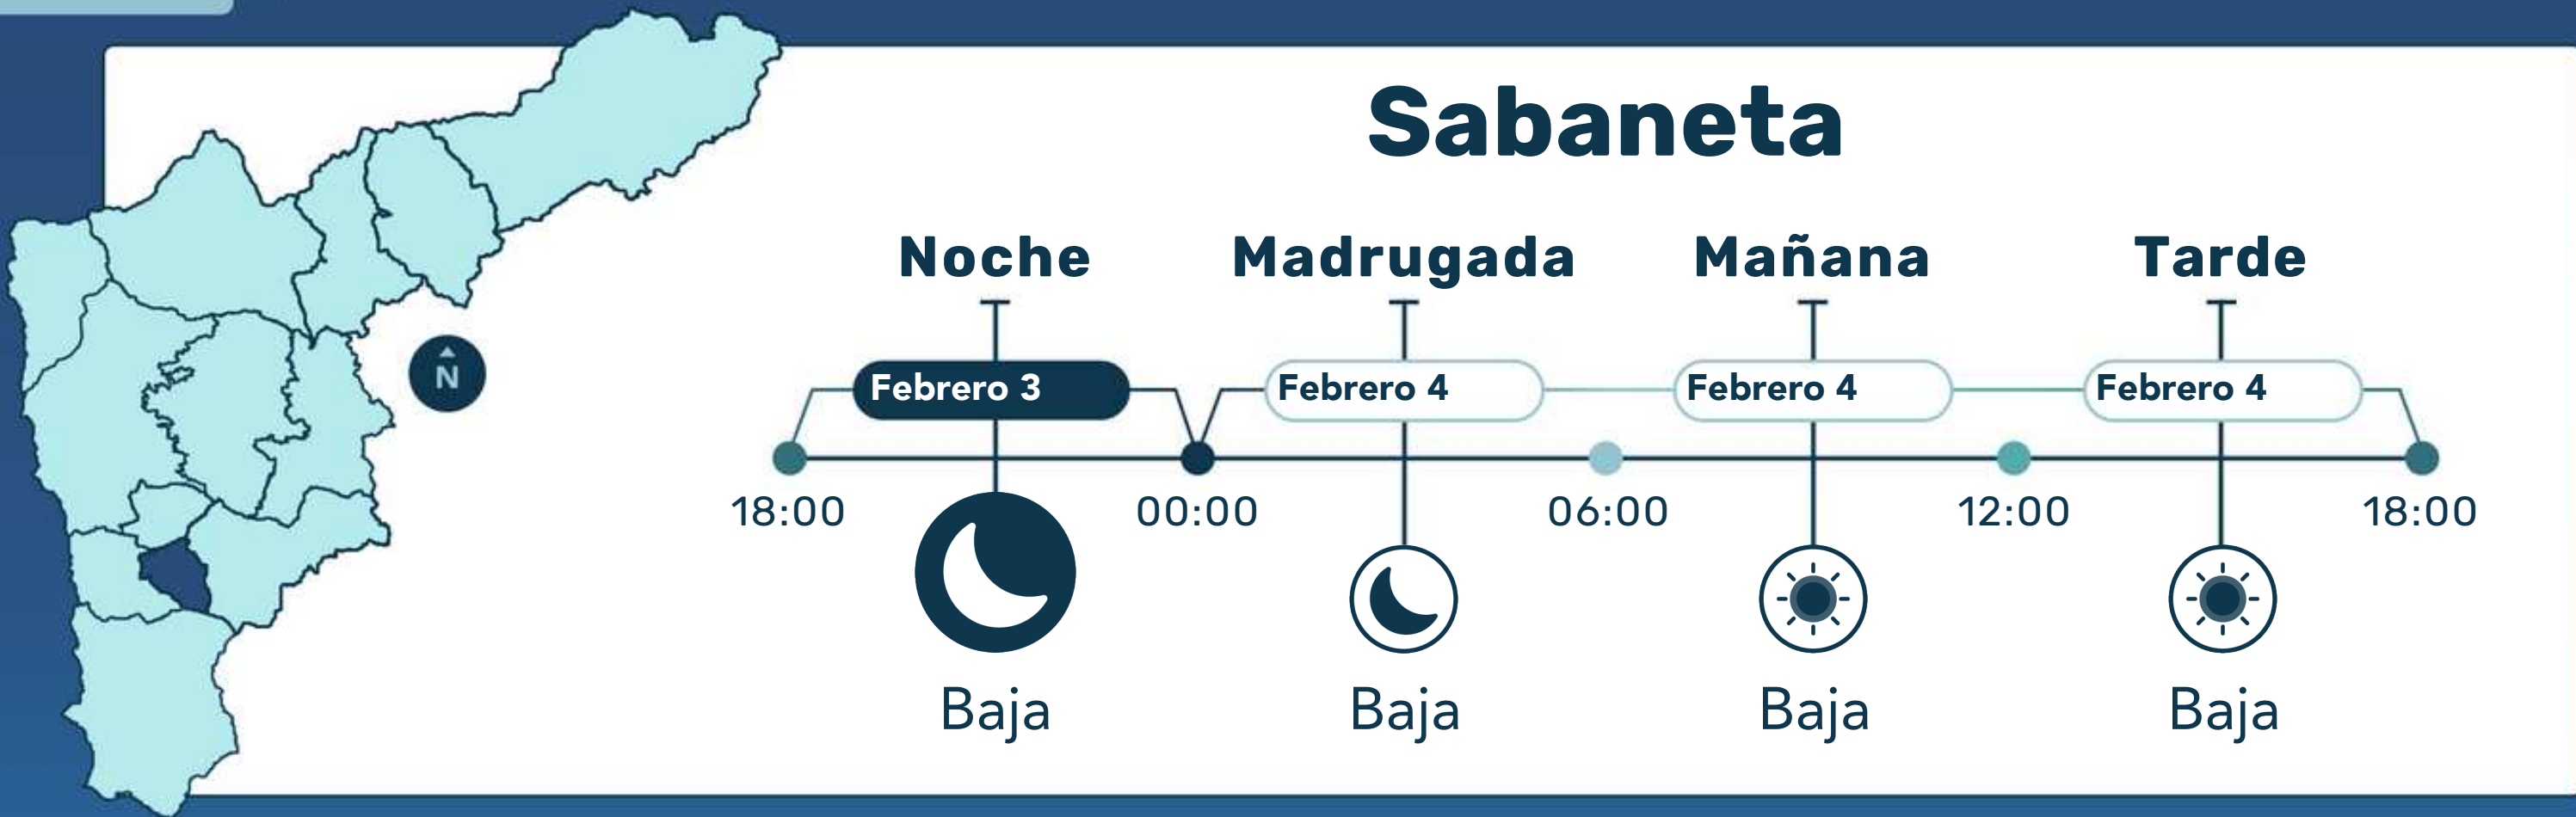 Sabaneta
Noche Madrugada Mañana Tarde
N
Febrero 3 Febrero 4 Febrero 4 Febrero 4
18:00 00:00 06:00 12:00 18:00
Baja Baja Baja Baja